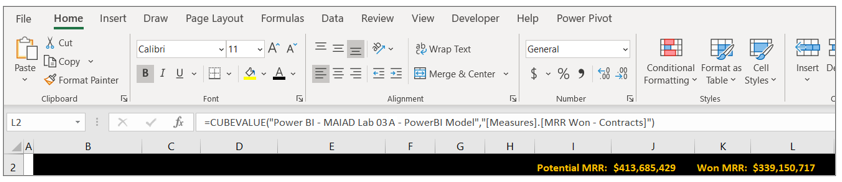 File Home Insert Draw Page Layout Formulas Data Review View Developer Help Power Pivot
Cut
Copy
Format Painter
Paste
Clipboard
Calibri 11 A A
B I U A
Font
ab Wrap Text
Merge & Center
Alignment
General
$ % 9 .00 .00 .0
Number
Conditional Formatting
Format as Table
Cell Styles
Styles
Insert
De
L2 fx =CUBEVALUE("Power BI - MAIAD Lab 03A - PowerBI Model","[Measures].[MRR Won - Contracts]")
A B C D E F G H I J K L
2 Potential MRR: $413,685,429 Won MRR: $339,150,717